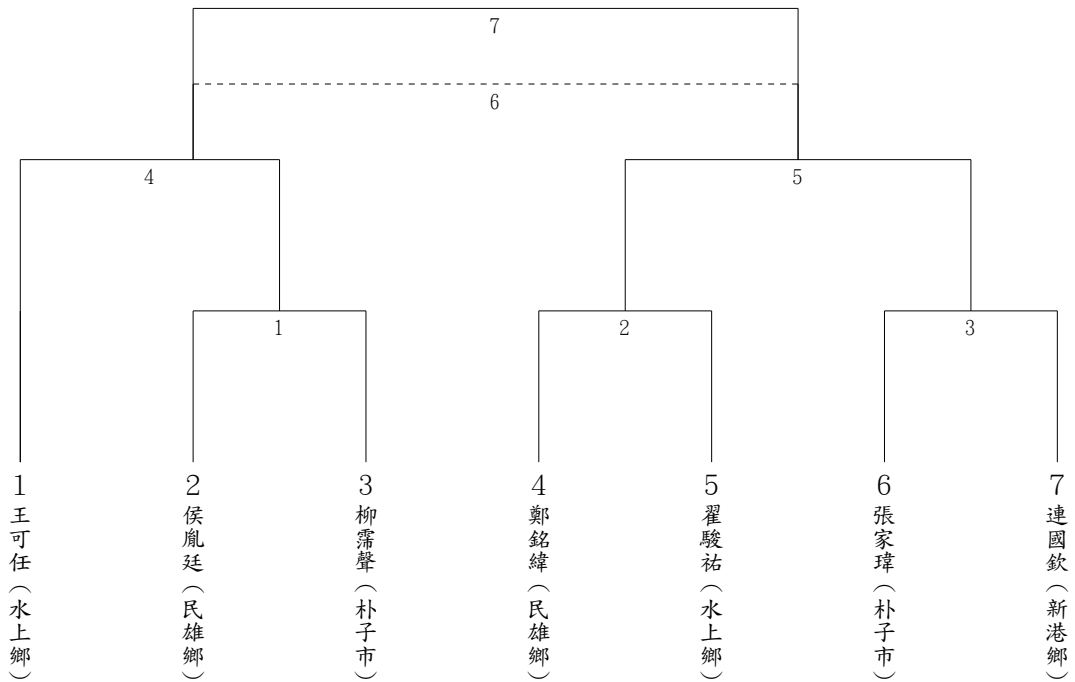 7
6
4
5
1
2
3
1
王可任（水上鄉）
2
侯胤廷（民雄鄉）
3
柳霈聲（朴子市）
4
鄭銘緯（民雄鄉）
5
翟駿祐（水上鄉）
6
張家瑋（朴子市）
7
連國欽（新港鄉）